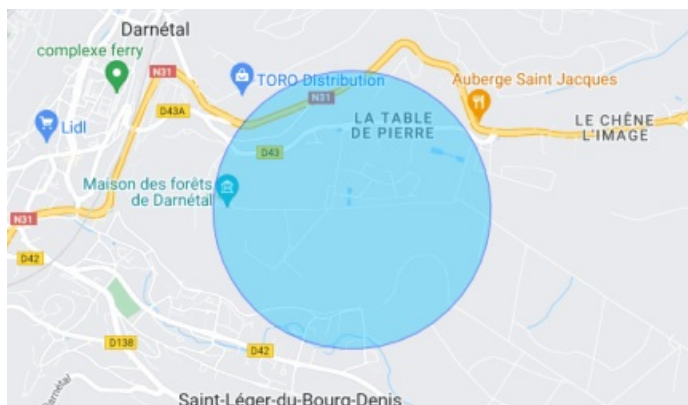 Darnétal
complexe ferry
N31
TORO Distribution
Auberge Saint Jacques
N31
D43A
LA TABLE
DE PIERRE
LE CHÊNE
L'IMAGE
Lidl
D43
Maison des forêts
de Darnétal
N31
D42
D138
D42
Saint-Léger-du-Bourg-Denis
Darnétal